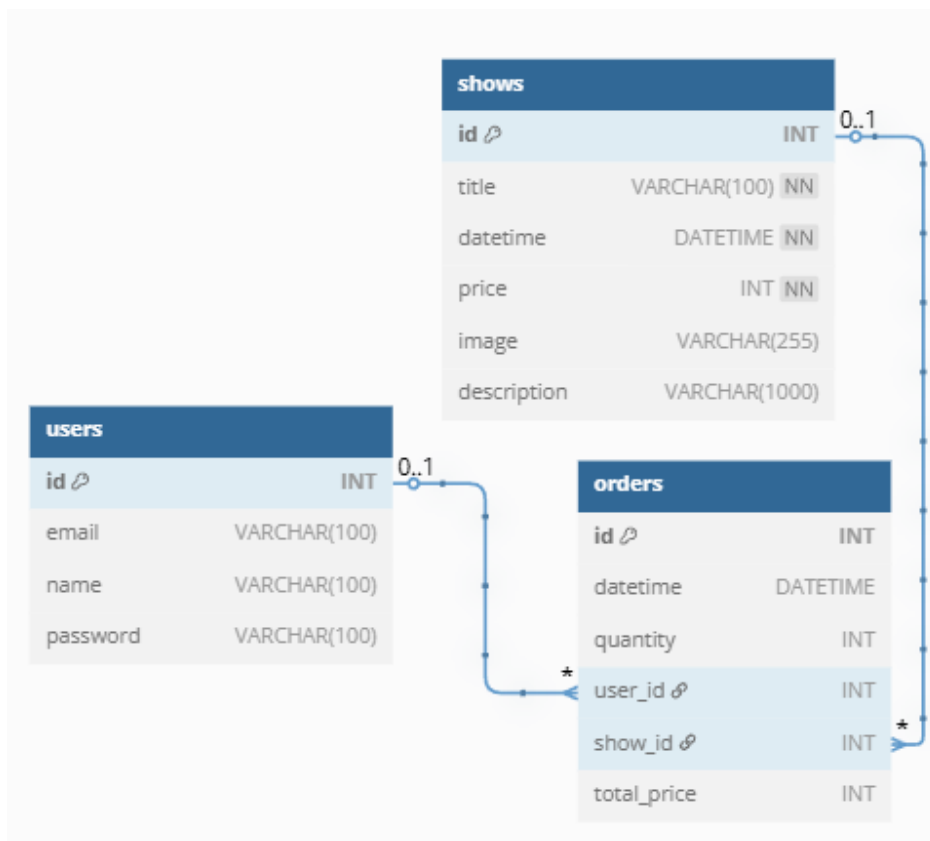 shows
id INT
0..1
title VARCHAR(100) NN
datetime DATETIME NN
price INT NN
image VARCHAR(255)
description VARCHAR(1000)
users
id INT
0..1
email VARCHAR(100)
name VARCHAR(100)
password VARCHAR(100)
orders
id INT
datetime DATETIME
quantity INT
*
user_id INT
*
show_id INT
total_price INT